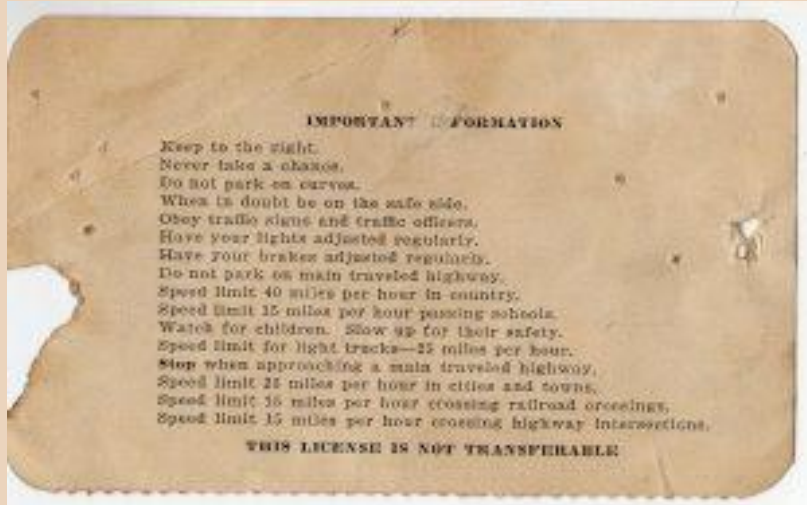 IMPORTANT FORMATION
Keep to the right.
Never take a chance.
Do not park on curves.
When in doubt be on the safe side.
Obey traffic signs and traffic officers.
Have your lights adjusted regularly.
Have your brakes adjusted regularly.
Do not park on main traveled highway.
Speed limit 40 miles per hour in country.
Speed limit 15 miles per hour passing schools.
Watch for children. Slow up for their safety.
Speed limit for light trucks—25 miles per hour.
Stop when approaching a main traveled highway.
Speed limit miles per hour in cities and towns.
Speed limit 15 miles per hour crossing railroad crossings.
Speed limit 15 miles per hour crossing highway intersections.
THIS LICENSE IS NOT TRANSFERABLE